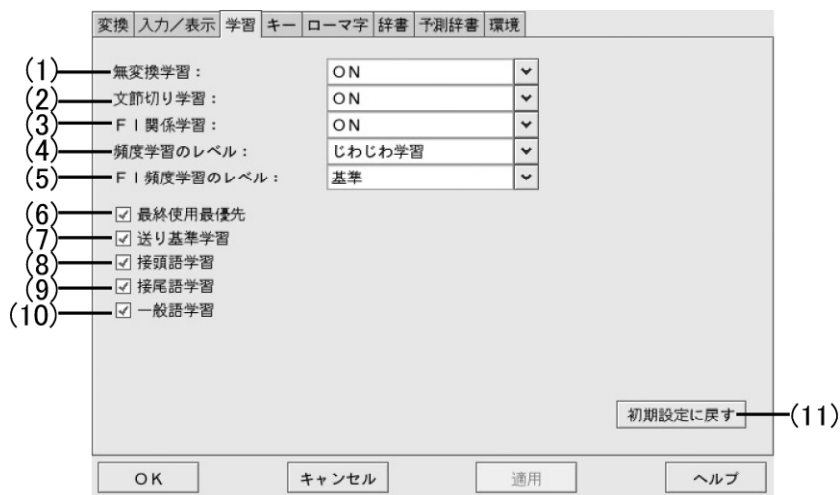 変換 入力／表示 学習 キー ローマ字 辞書 予測辞書 環境
(1) 無変換学習： ＯＮ
(2) 文節切り学習： ＯＮ
(3) ＦＩ関係学習： ＯＮ
(4) 頻度学習のレベル： じわじわ学習
(5) ＦＩ頻度学習のレベル： 基準
(6) 最終使用最優先
(7) 送り基準学習
(8) 接頭語学習
(9) 接尾語学習
(10) 一般語学習
初期設定に戻す (11)
ＯＫ キャンセル 適用 ヘルプ